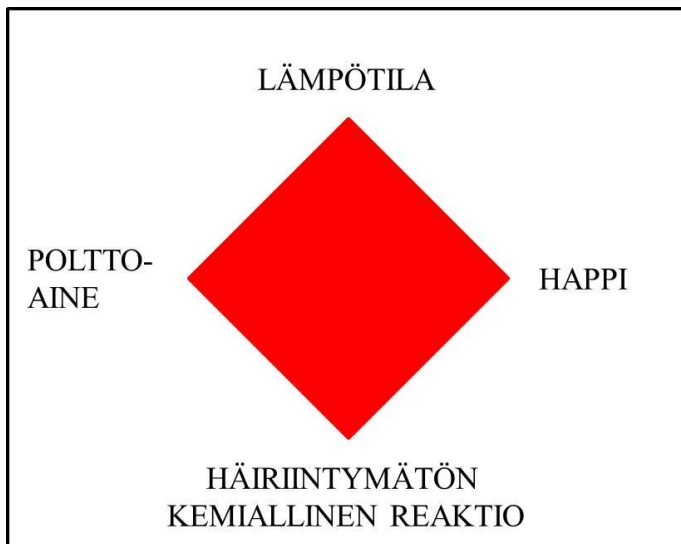 LÄMPÖTILA
POLTTO-
AINE
HAPPI
HÄIRIINTYMÄTÖN
KEMIALLINEN REAKTIO